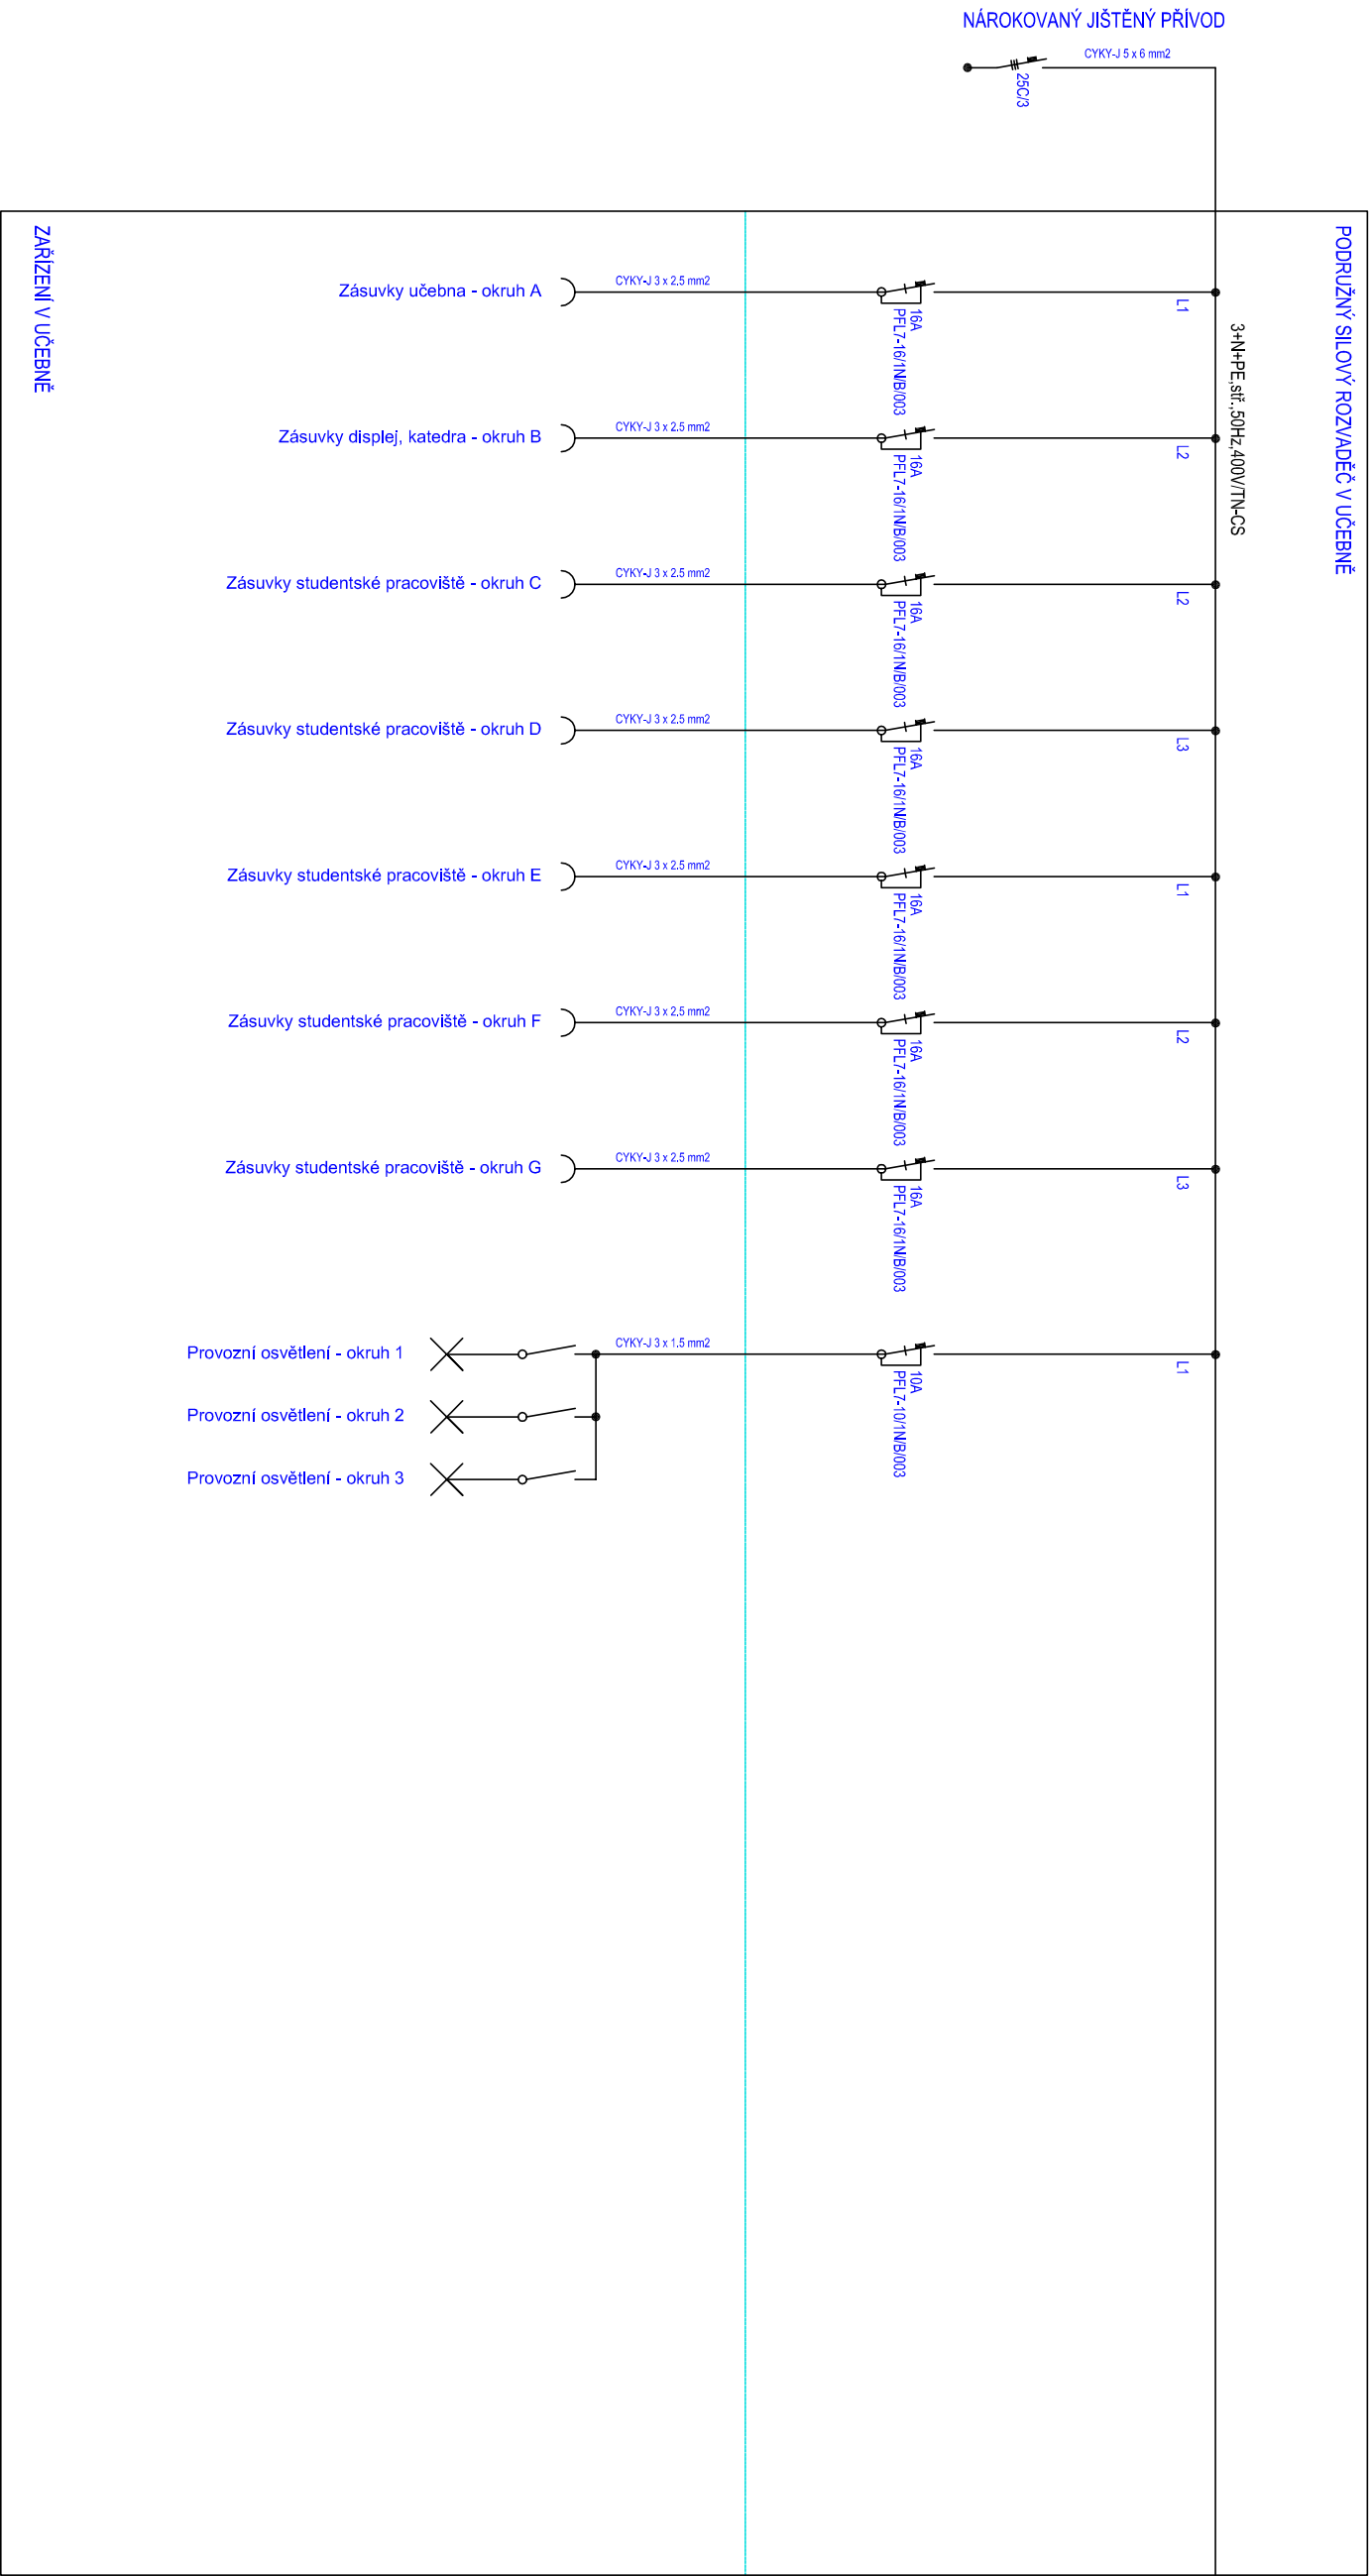 NÁROKOVANÝ JIŠTĚNÝ PŘÍVOD
CYKY-J 5 x 6 mm2
25C/3
PODRUŽNÝ SILOVÝ ROZVADĚČ V UČEBNĚ
ZAŘÍZENÍ V UČEBNĚ
3+N+PE,stř.,50Hz,400V/TN-CS
Zásuvky učebna - okruh A
CYKY-J 3 x 2.5 mm2
16A
PFL7-16/1N/B/003
L1
Zásuvky displej, katedra - okruh B
CYKY-J 3 x 2.5 mm2
16A
PFL7-16/1N/B/003
L2
Zásuvky studentské pracoviště - okruh C
CYKY-J 3 x 2.5 mm2
16A
PFL7-16/1N/B/003
L2
Zásuvky studentské pracoviště - okruh D
CYKY-J 3 x 2.5 mm2
16A
PFL7-16/1N/B/003
L3
Zásuvky studentské pracoviště - okruh E
CYKY-J 3 x 2.5 mm2
16A
PFL7-16/1N/B/003
L1
Zásuvky studentské pracoviště - okruh F
CYKY-J 3 x 2.5 mm2
16A
PFL7-16/1N/B/003
L2
Zásuvky studentské pracoviště - okruh G
CYKY-J 3 x 2.5 mm2
16A
PFL7-16/1N/B/003
L3
Provozní osvětlení - okruh 1
CYKY-J 3 x 1.5 mm2
10A
PFL7-10/1N/B/003
L1
Provozní osvětlení - okruh 2
Provozní osvětlení - okruh 3